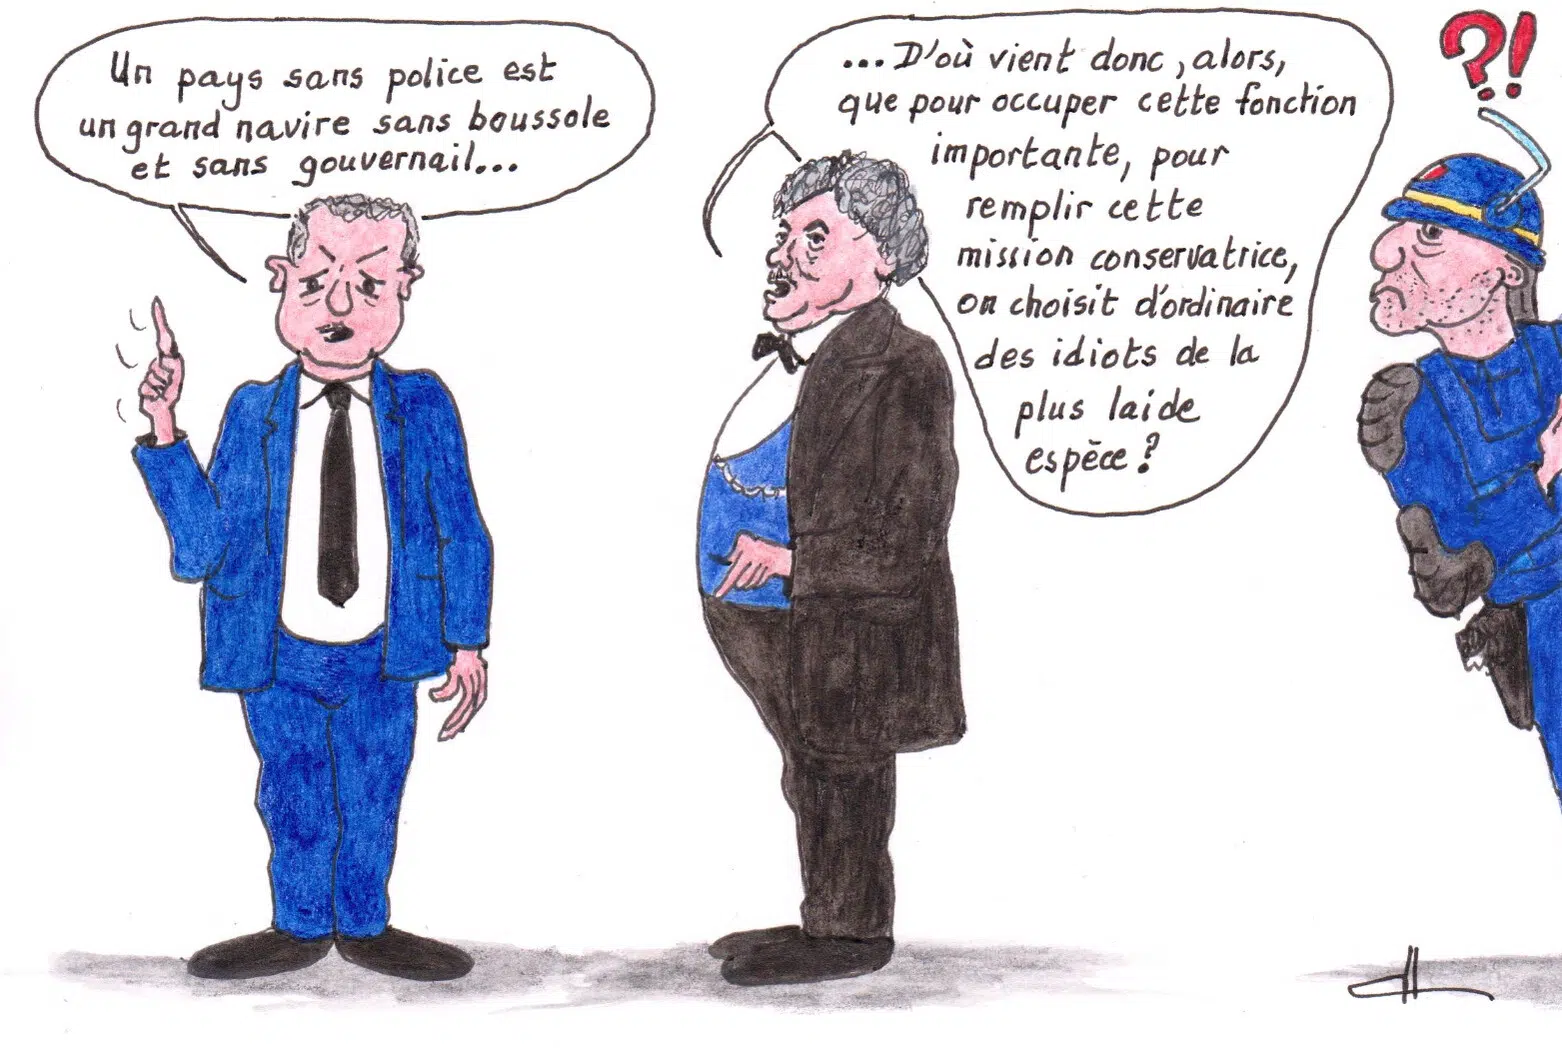 Un pays sans police est
un grand navire sans boussole
et sans gouvernail...
...D'où vient donc, alors,
que pour occuper cette fonction
importante, pour
remplir cette
mission conservatrice,
on choisit d'ordinaire
des idiots de la
plus laide
espèce?
?!